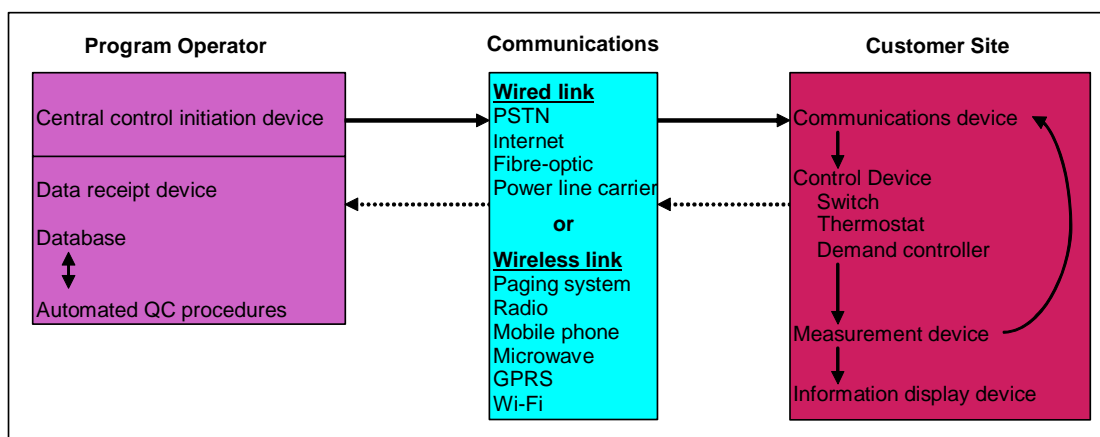 Program Operator
Central control initiation device
Data receipt device
Database
Automated QC procedures
Communications
Wired link
PSTN
Internet
Fibre-optic
Power line carrier
or
Wireless link
Paging system
Radio
Mobile phone
Microwave
GPRS
Wi-Fi
Customer Site
Communications device
Control Device
Switch
Thermostat
Demand controller
Measurement device
Information display device